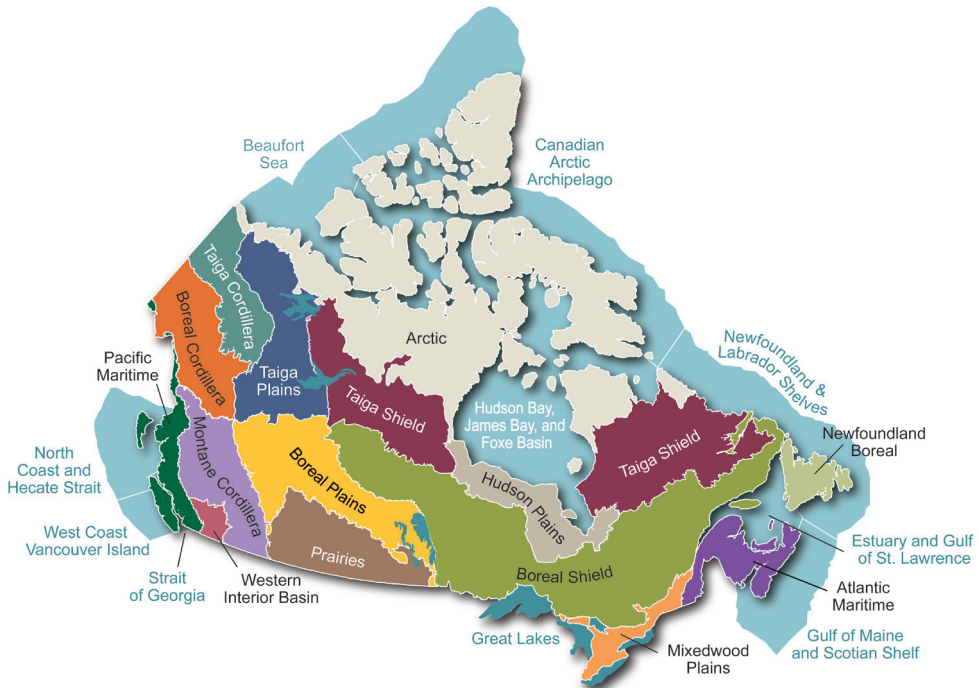 Beaufort
Sea
Canadian
Arctic
Archipelago
Taiga Cordillera
Boreal Cordillera
Taiga
Plains
Arctic
Pacific
Maritime
Newfoundland &
Labrador Shelves
Taiga Shield
Hudson Bay,
James Bay, and
Foxe Basin
Taiga Shield
Newfoundland
Boreal
North
Coast and
Hecate Strait
Montane Cordillera
Boreal Plains
Hudson Plains
West Coast
Vancouver Island
Prairies
Estuary and Gulf
of St. Lawrence
Strait
of Georgia
Western
Interior Basin
Boreal Shield
Atlantic
Maritime
Great Lakes
Mixedwood
Plains
Gulf of Maine
and Scotian Shelf